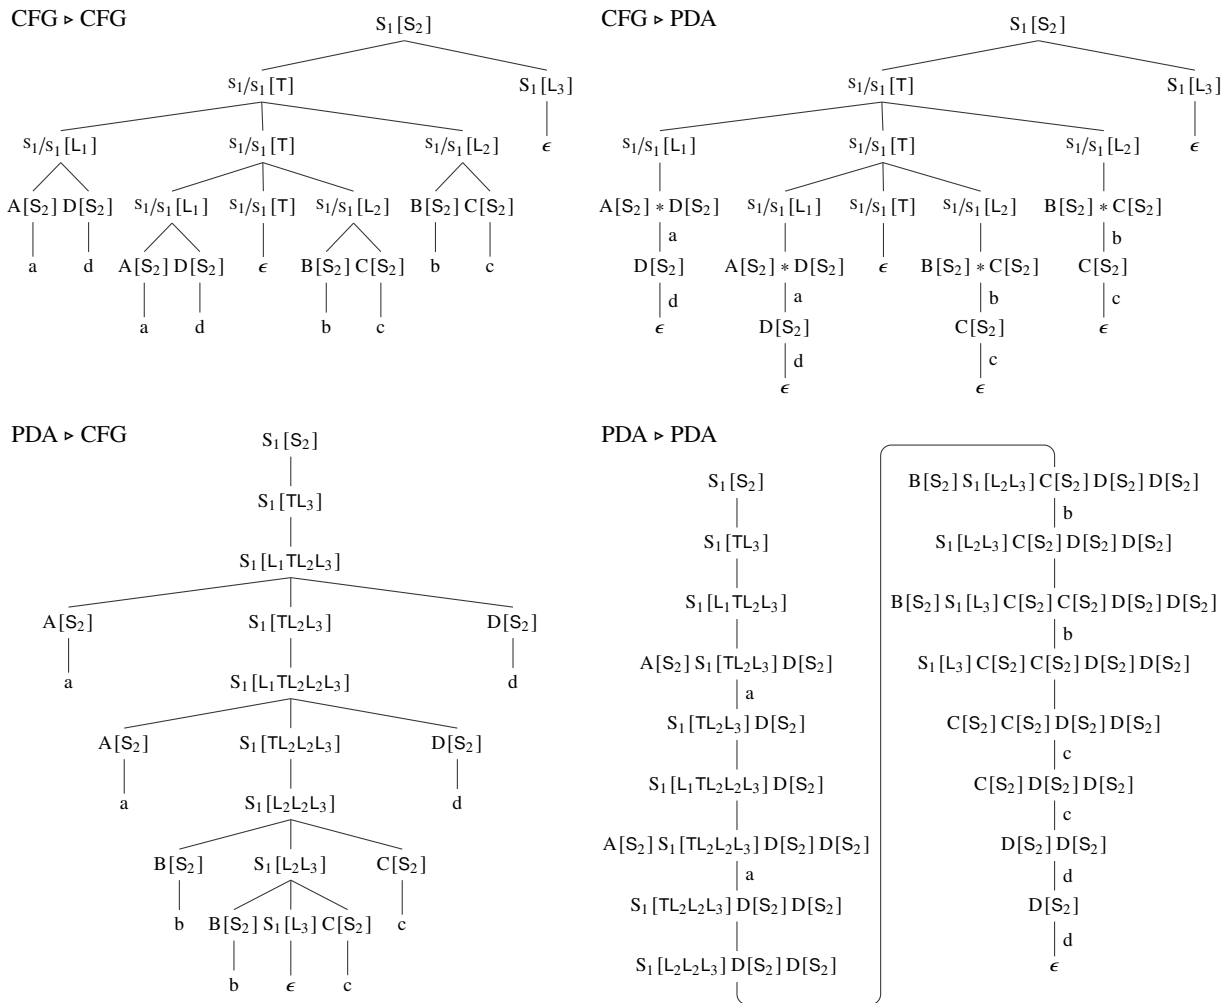 CFG ▹ CFG
S₁[S₂]
s₁/s₁[T] S₁[L₃]
s₁/s₁[L₁] s₁/s₁[T] s₁/s₁[L₂] ϵ
A[S₂] D[S₂] s₁/s₁[L₁] s₁/s₁[T] s₁/s₁[L₂] B[S₂] C[S₂]
a d A[S₂] D[S₂] ϵ B[S₂] C[S₂] b c
a d b c
CFG ▹ PDA
S₁[S₂]
s₁/s₁[T] S₁[L₃]
s₁/s₁[L₁] s₁/s₁[T] s₁/s₁[L₂] ϵ
A[S₂] * D[S₂] s₁/s₁[L₁] s₁/s₁[T] s₁/s₁[L₂] B[S₂] * C[S₂]
a b
D[S₂] A[S₂] * D[S₂] ϵ B[S₂] * C[S₂] C[S₂]
d a b c
ϵ D[S₂] C[S₂] ϵ
d c
ϵ ϵ
PDA ▹ CFG
S₁[S₂]
S₁[TL₃]
S₁[L₁TL₂L₃]
A[S₂] S₁[TL₂L₃] D[S₂]
a S₁[L₁TL₂L₂L₃] d
A[S₂] S₁[TL₂L₂L₃] D[S₂]
a S₁[L₂L₂L₃] d
B[S₂] S₁[L₂L₃] C[S₂]
b B[S₂] S₁[L₃] C[S₂] c
b ϵ c
PDA ▹ PDA
S₁[S₂]
S₁[TL₃]
S₁[L₁TL₂L₃]
A[S₂] S₁[TL₂L₃] D[S₂]
a
S₁[TL₂L₃] D[S₂]
S₁[L₁TL₂L₂L₃] D[S₂]
A[S₂] S₁[TL₂L₂L₃] D[S₂] D[S₂]
a
S₁[TL₂L₂L₃] D[S₂] D[S₂]
S₁[L₂L₂L₃] D[S₂] D[S₂]
B[S₂] S₁[L₂L₃] C[S₂] D[S₂] D[S₂]
b
S₁[L₂L₃] C[S₂] D[S₂] D[S₂]
B[S₂] S₁[L₃] C[S₂] C[S₂] D[S₂] D[S₂]
b
S₁[L₃] C[S₂] C[S₂] D[S₂] D[S₂]
C[S₂] C[S₂] D[S₂] D[S₂]
c
C[S₂] D[S₂] D[S₂]
c
D[S₂] D[S₂]
d
D[S₂]
d
ϵ